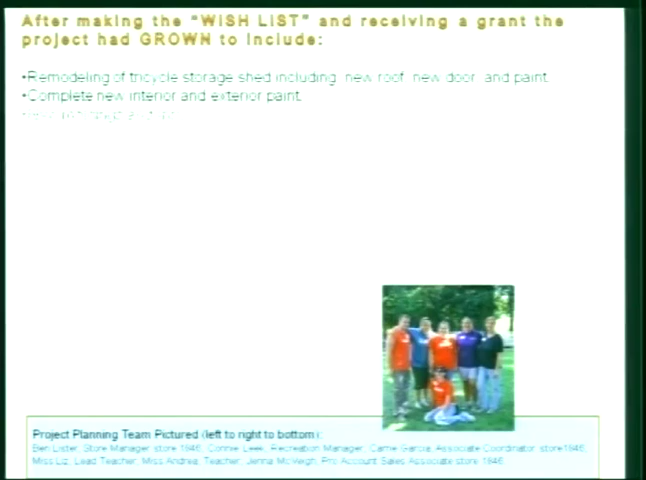 After making the "WISH LIST" and receiving a grant the
project had GROWN to include:
•Remodeling of tricycle storage shed including new roof, new door, and paint.
•Complete new interior and exterior paint.
Project Planning Team Pictured (left to right to bottom):
Ben Lister, Store Manager store 1846; Connie Leek, Recreation Manager; Carrie Garcia, Associate Coordinator store1846;
Miss Liz, Lead Teacher; Miss Andrea, Teacher; Jenna McVeigh, Pro Account Sales Associate store 1846